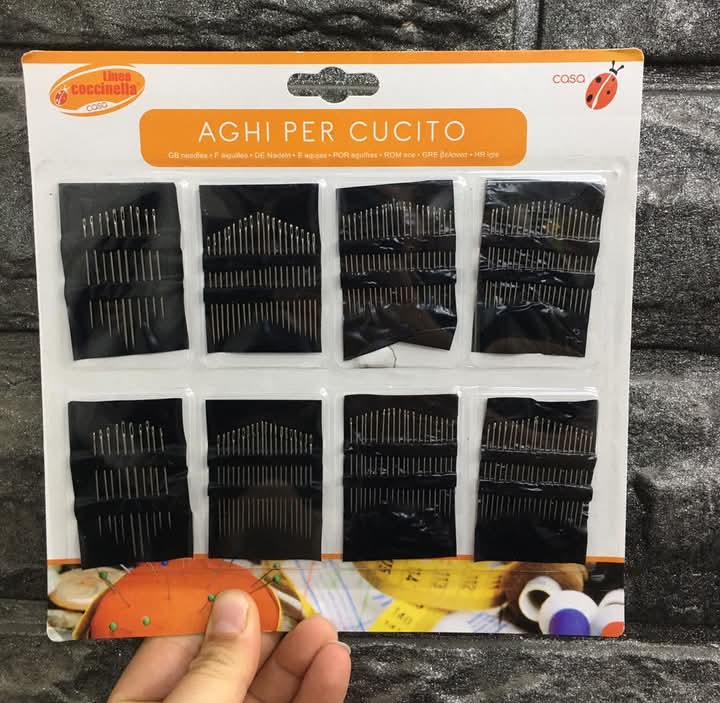 Linea
coccinella
casa
casa
AGHI PER CUCITO
GB needles • F aiguilles • DE Nadeln • E agujas • POR agulhas • ROM ace • GRE βελόνια • HR igle